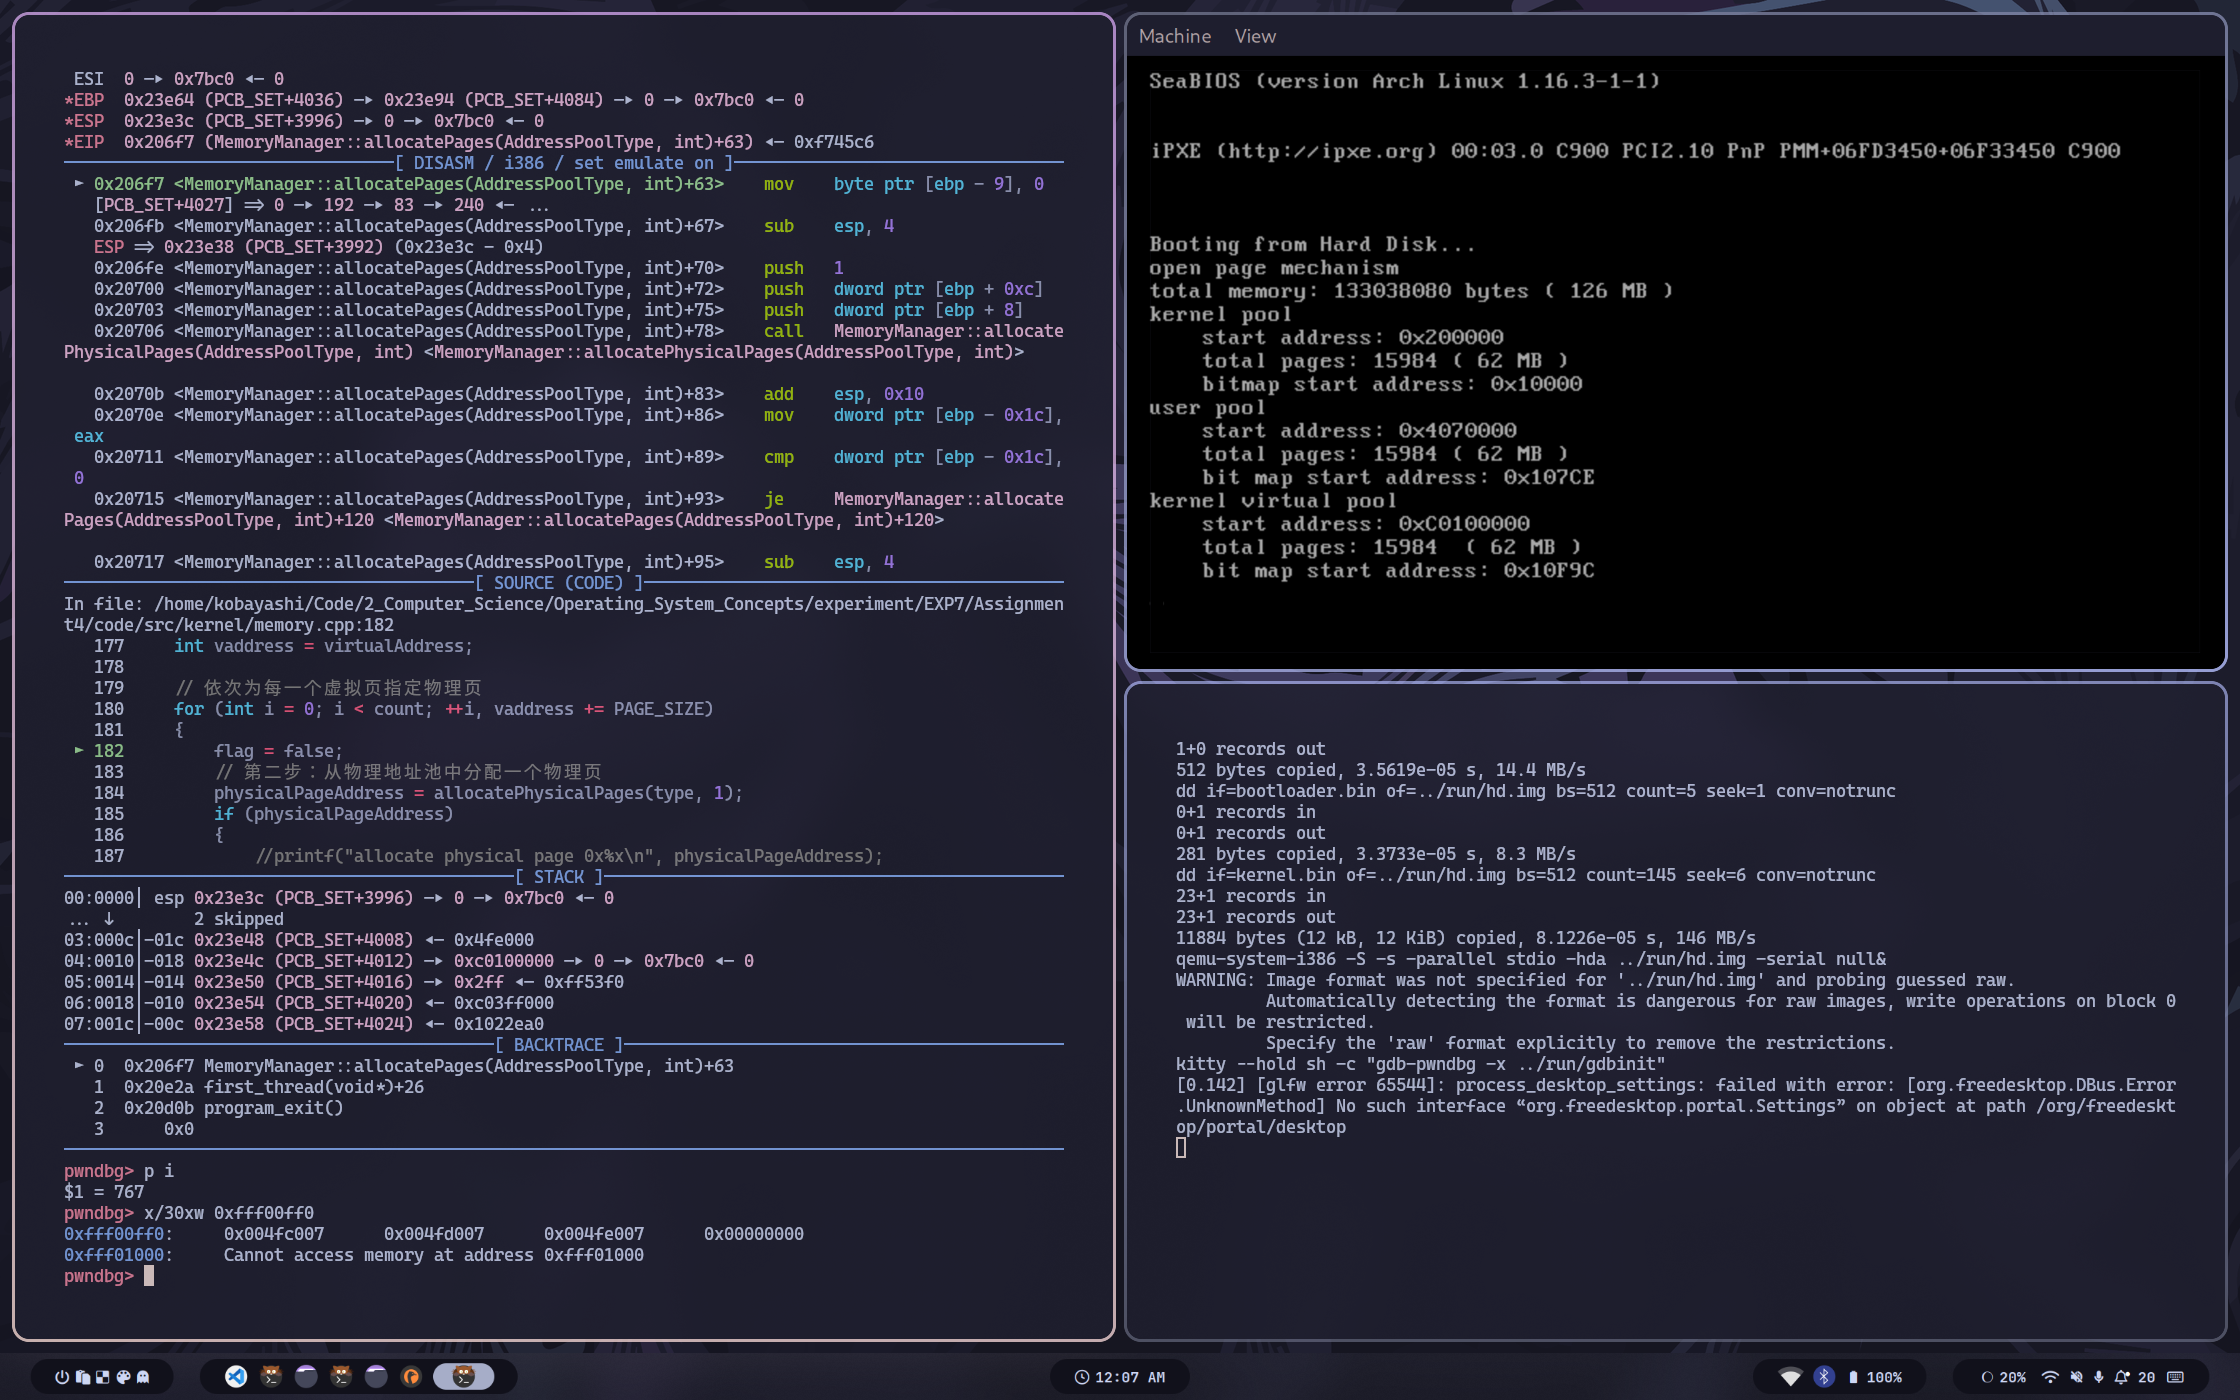 ESI  0 —▸ 0x7bc0 ◂— 0
*EBP  0x23e64 (PCB_SET+4036) —▸ 0x23e94 (PCB_SET+4084) —▸ 0 —▸ 0x7bc0 ◂— 0
*ESP  0x23e3c (PCB_SET+3996) —▸ 0 —▸ 0x7bc0 ◂— 0
*EIP  0x206f7 (MemoryManager::allocatePages(AddressPoolType, int)+63) ◂— 0xf745c6
[ DISASM / i386 / set emulate on ]
► 0x206f7 <MemoryManager::allocatePages(AddressPoolType, int)+63>    mov    byte ptr [ebp - 9], 0
[PCB_SET+4027] => 0 —▸ 192 —▸ 83 —▸ 240 ◂— ...
0x206fb <MemoryManager::allocatePages(AddressPoolType, int)+67>    sub    esp, 4
ESP => 0x23e38 (PCB_SET+3992) (0x23e3c - 0x4)
0x206fe <MemoryManager::allocatePages(AddressPoolType, int)+70>    push   1
0x20700 <MemoryManager::allocatePages(AddressPoolType, int)+72>    push   dword ptr [ebp + 0xc]
0x20703 <MemoryManager::allocatePages(AddressPoolType, int)+75>    push   dword ptr [ebp + 8]
0x20706 <MemoryManager::allocatePages(AddressPoolType, int)+78>    call   MemoryManager::allocate
PhysicalPages(AddressPoolType, int) <MemoryManager::allocatePhysicalPages(AddressPoolType, int)>
0x2070b <MemoryManager::allocatePages(AddressPoolType, int)+83>    add    esp, 0x10
0x2070e <MemoryManager::allocatePages(AddressPoolType, int)+86>    mov    dword ptr [ebp - 0x1c],
eax
0x20711 <MemoryManager::allocatePages(AddressPoolType, int)+89>    cmp    dword ptr [ebp - 0x1c],
0
0x20715 <MemoryManager::allocatePages(AddressPoolType, int)+93>    je     MemoryManager::allocate
Pages(AddressPoolType, int)+120 <MemoryManager::allocatePages(AddressPoolType, int)+120>
0x20717 <MemoryManager::allocatePages(AddressPoolType, int)+95>    sub    esp, 4
[ SOURCE (CODE) ]
In file: /home/kobayashi/Code/2_Computer_Science/Operating_System_Concepts/experiment/EXP7/Assignmen
t4/code/src/kernel/memory.cpp:182
177     int vaddress = virtualAddress;
178
179     // 依次为每一个虚拟页指定物理页
180     for (int i = 0; i < count; ++i, vaddress += PAGE_SIZE)
181     {
► 182         flag = false;
183         // 第二步：从物理地址池中分配一个物理页
184         physicalPageAddress = allocatePhysicalPages(type, 1);
185         if (physicalPageAddress)
186         {
187             //printf("allocate physical page 0x%x\n", physicalPageAddress);
[ STACK ]
00:0000│ esp 0x23e3c (PCB_SET+3996) —▸ 0 —▸ 0x7bc0 ◂— 0
... ↓        2 skipped
03:000c│-01c 0x23e48 (PCB_SET+4008) ◂— 0x4fe000
04:0010│-018 0x23e4c (PCB_SET+4012) —▸ 0xc0100000 —▸ 0 —▸ 0x7bc0 ◂— 0
05:0014│-014 0x23e50 (PCB_SET+4016) —▸ 0x2ff ◂— 0xff53f0
06:0018│-010 0x23e54 (PCB_SET+4020) ◂— 0xc03ff000
07:001c│-00c 0x23e58 (PCB_SET+4024) ◂— 0x1022ea0
[ BACKTRACE ]
► 0  0x206f7 MemoryManager::allocatePages(AddressPoolType, int)+63
1  0x20e2a first_thread(void*)+26
2  0x20d0b program_exit()
3      0x0
pwndbg> p i
$1 = 767
pwndbg> x/30xw 0xfff00ff0
0xfff00ff0:     0x004fc007      0x004fd007      0x004fe007      0x00000000
0xfff01000:     Cannot access memory at address 0xfff01000
pwndbg>
Machine  View
SeaBIOS (version Arch Linux 1.16.3-1-1)
iPXE (http://ipxe.org) 00:03.0 C900 PCI2.10 PnP PMM+06FD3450+06F33450 C900
Booting from Hard Disk...
open page mechanism
total memory: 133038080 bytes ( 126 MB )
kernel pool
start address: 0x200000
total pages: 15984 ( 62 MB )
bitmap start address: 0x10000
user pool
start address: 0x4070000
total pages: 15984 ( 62 MB )
bit map start address: 0x107CE
kernel virtual pool
start address: 0xC0100000
total pages: 15984  ( 62 MB )
bit map start address: 0x10F9C
1+0 records out
512 bytes copied, 3.5619e-05 s, 14.4 MB/s
dd if=bootloader.bin of=../run/hd.img bs=512 count=5 seek=1 conv=notrunc
0+1 records in
0+1 records out
281 bytes copied, 3.3733e-05 s, 8.3 MB/s
dd if=kernel.bin of=../run/hd.img bs=512 count=145 seek=6 conv=notrunc
23+1 records in
23+1 records out
11884 bytes (12 kB, 12 KiB) copied, 8.1226e-05 s, 146 MB/s
qemu-system-i386 -S -s -parallel stdio -hda ../run/hd.img -serial null&
WARNING: Image format was not specified for '../run/hd.img' and probing guessed raw.
Automatically detecting the format is dangerous for raw images, write operations on block 0
will be restricted.
Specify the 'raw' format explicitly to remove the restrictions.
kitty --hold sh -c "gdb-pwndbg -x ../run/gdbinit"
[0.142] [glfw error 65544]: process_desktop_settings: failed with error: [org.freedesktop.DBus.Error
.UnknownMethod] No such interface “org.freedesktop.portal.Settings” on object at path /org/freedeskt
op/portal/desktop
12:07 AM
100%
20%
20